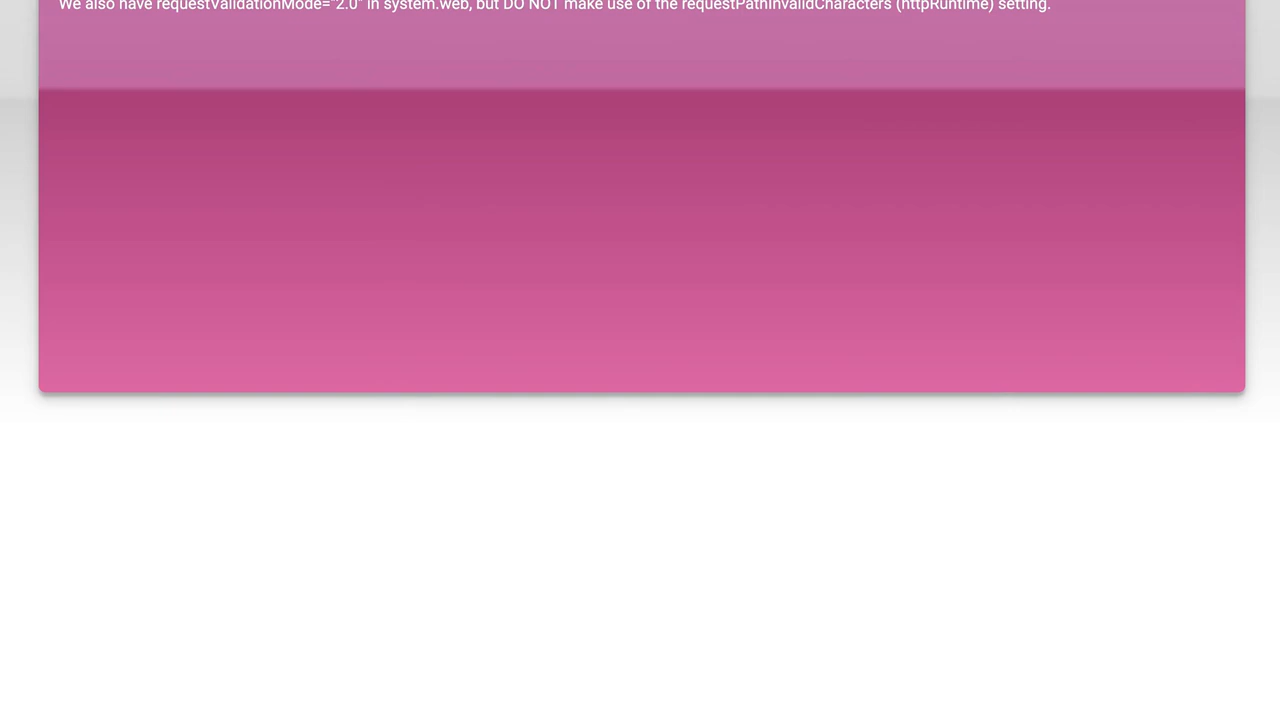 We also have requestValidationMode="2.0" in system.web, but DO NOT make use of the requestPathInvalidCharacters (httpRuntime) setting.